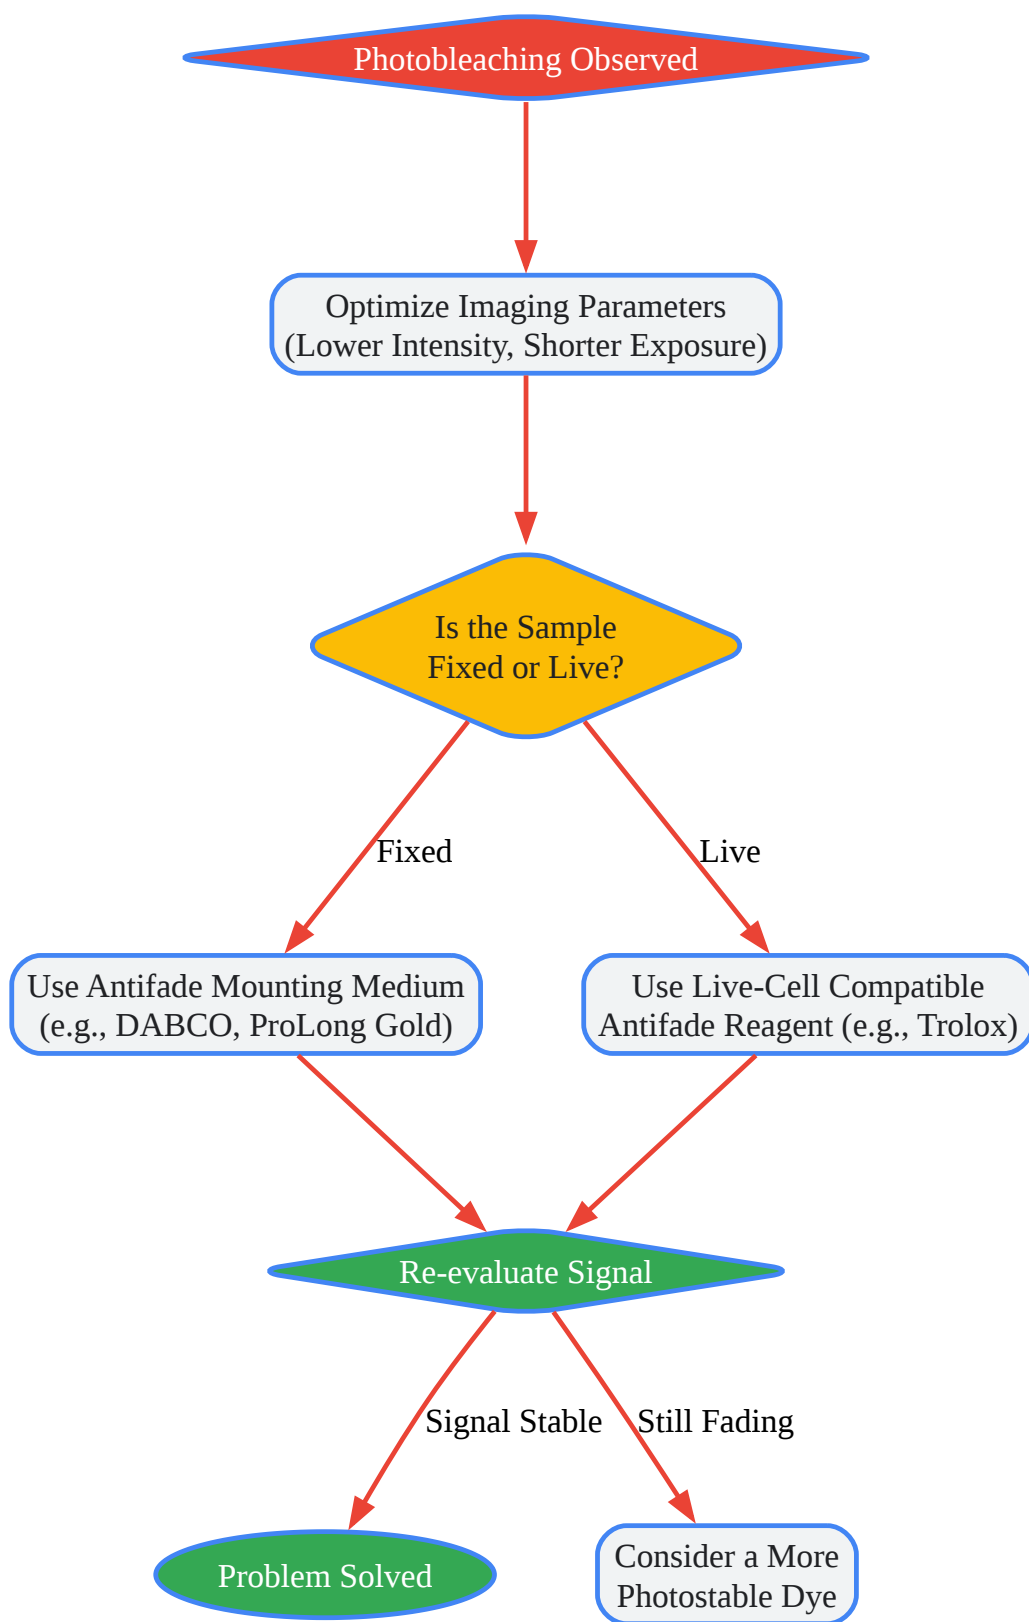 Photobleaching Observed
Optimize Imaging Parameters
(Lower Intensity, Shorter Exposure)
Is the Sample
Fixed or Live?
Fixed
Live
Use Antifade Mounting Medium
(e.g., DABCO, ProLong Gold)
Use Live-Cell Compatible
Antifade Reagent (e.g., Trolox)
Re-evaluate Signal
Signal Stable
Still Fading
Problem Solved
Consider a More
Photostable Dye